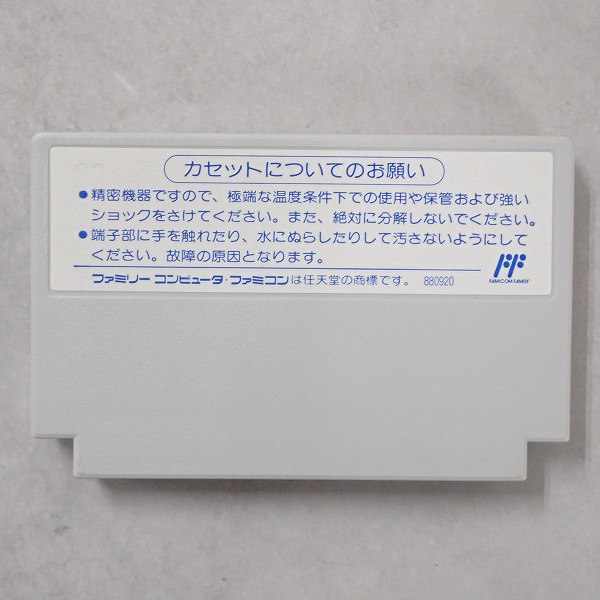 カセットについてのお願い
●精密機器ですので、極端な温度条件下での使用や保管および強い
ショックをさけてください。また、絶対に分解しないでください。
●端子部に手を触れたり、水にぬらしたりして汚さないようにして
ください。故障の原因となります。
ファミリー コンピュータ・ファミコンは任天堂の商標です。 880920
FAMICOM FAMILY